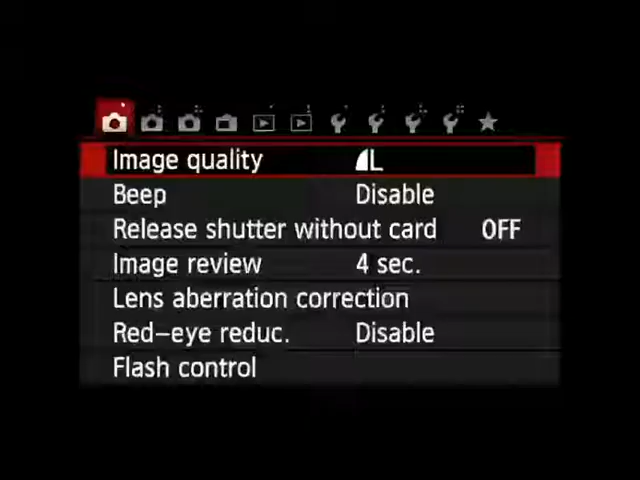 Image quality L
Beep Disable
Release shutter without card OFF
Image review 4 sec.
Lens aberration correction
Red-eye reduc. Disable
Flash control